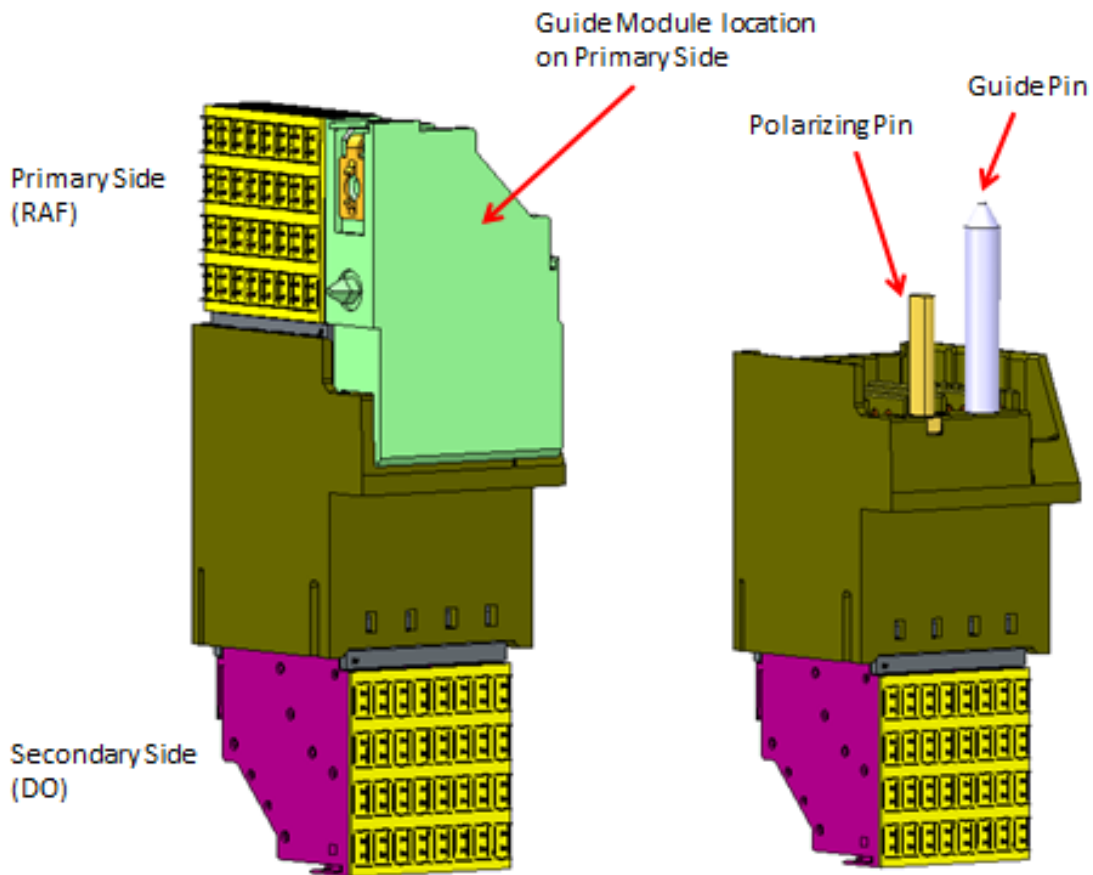 Guide Module location
on Primary Side
Guide Pin
Polarizing Pin
Primary Side
(RAF)
Secondary Side
(DO)